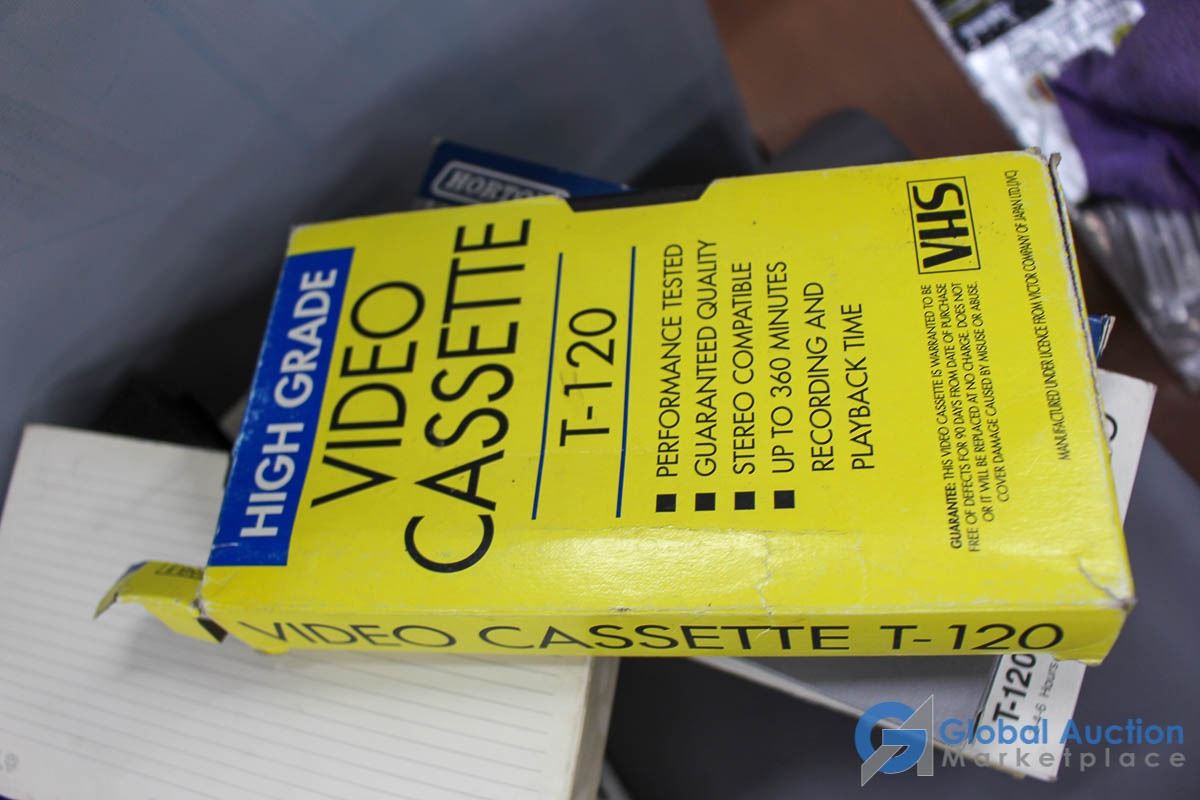 HIGH GRADE
VIDEO
CASSETTE
T-120
■ PERFORMANCE TESTED
■ GUARANTEED QUALITY
■ STEREO COMPATIBLE
■ UP TO 360 MINUTES
RECORDING AND
PLAYBACK TIME
VHS
GUARANTEE: THIS VIDEO CASSETTE IS WARRANTED TO BE
FREE OF DEFECTS FOR 90 DAYS FROM DATE OF PURCHASE
OR IT WILL BE REPLACED AT NO CHARGE. DOES NOT
COVER DAMAGE CAUSED BY MISUSE OR ABUSE.
MANUFACTURED UNDER LICENCE FROM VICTOR COMPANY OF JAPAN LTD.(JVC)
VIDEO CASSETTE T-120
T-120
4-6 Hours
Global Auction
Marketplace